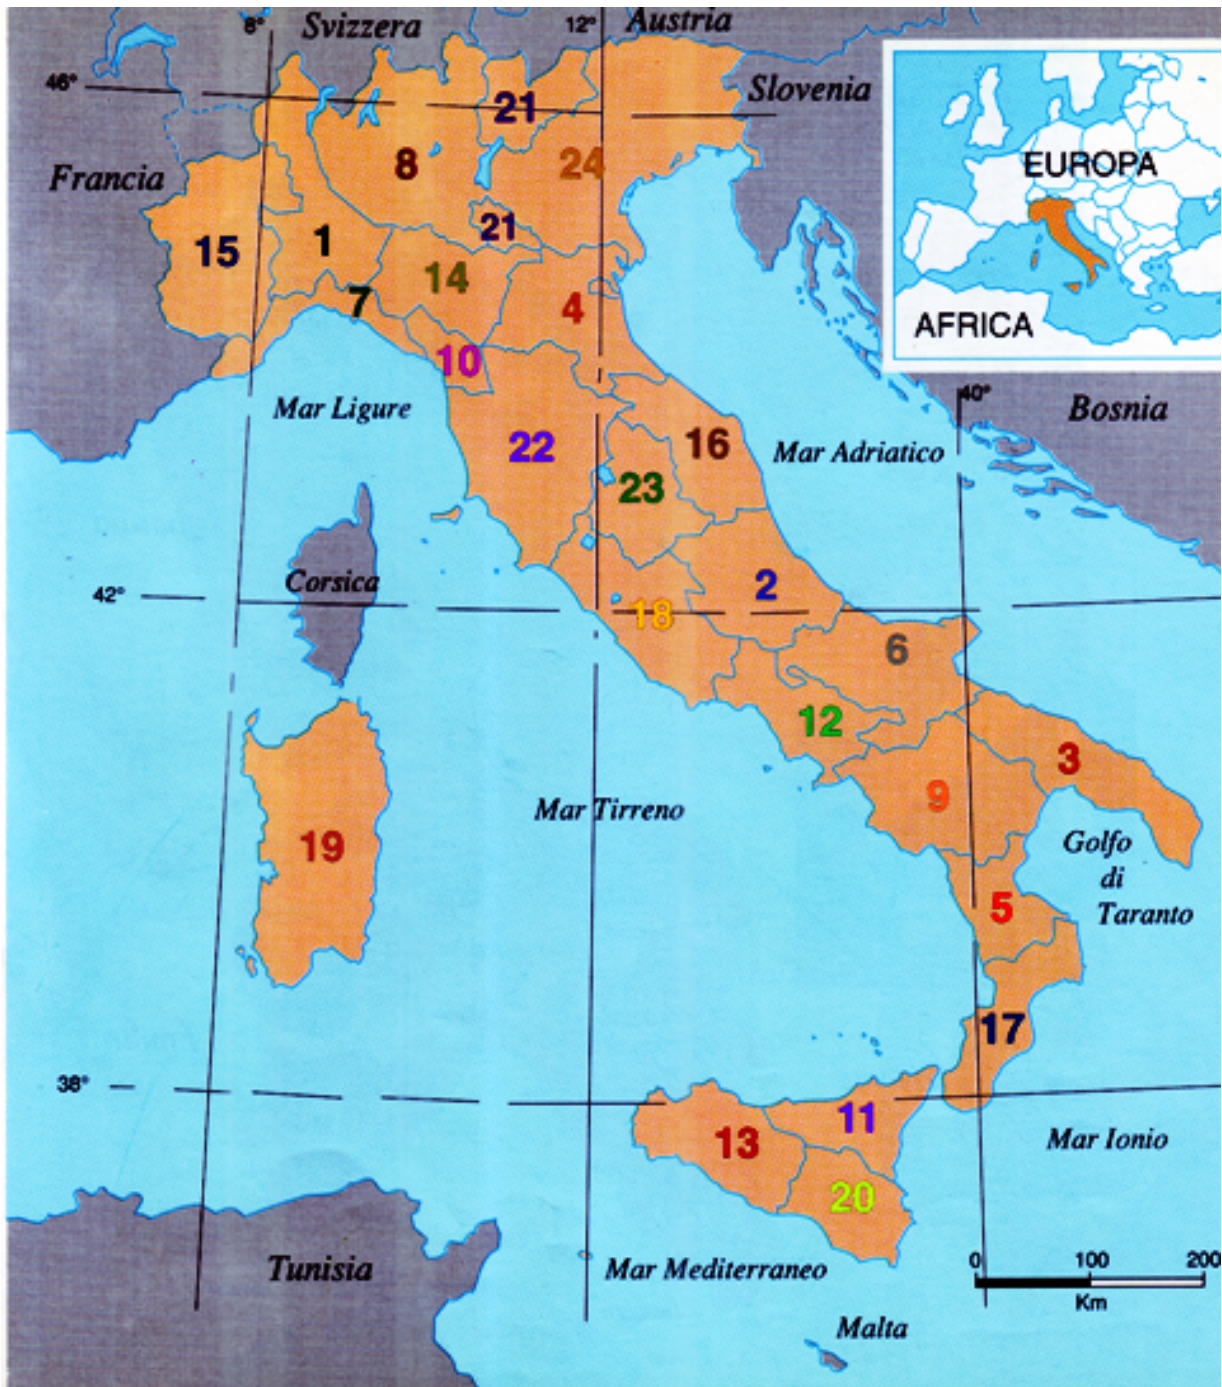 8°
Svizzera
12°
Austria
46°
Slovenia
21
8
24
Francia
EUROPA
15
1
21
14
7
4
AFRICA
10
40°
Mar Ligure
Bosnia
22
16
Mar Adriatico
23
Corsica
2
42°
18
6
12
3
9
Mar Tirreno
19
Golfo
di
Taranto
5
17
38°
11
13
Mar Ionio
20
Tunisia
Mar Mediterraneo
0 100 200
Km
Malta